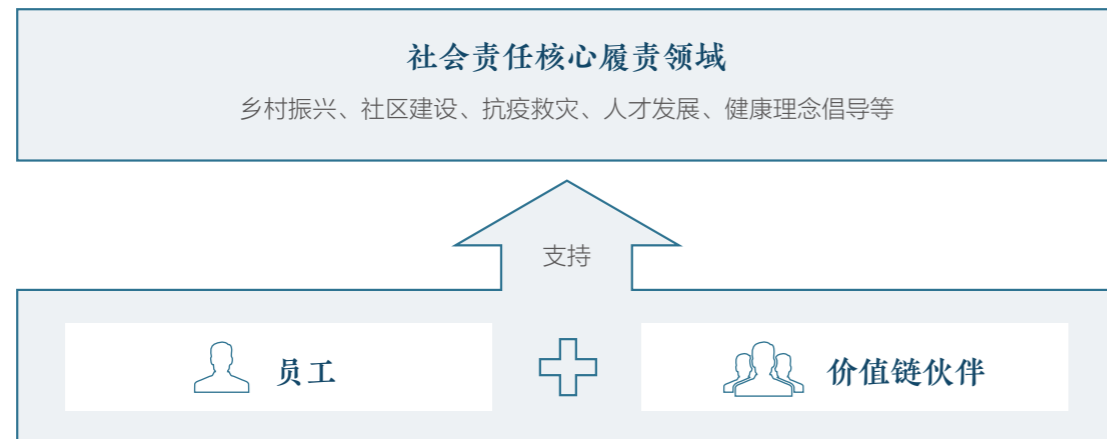 社会责任核心履责领域
乡村振兴、社区建设、抗疫救灾、人才发展、健康理念倡导等
支持
员工
价值链伙伴